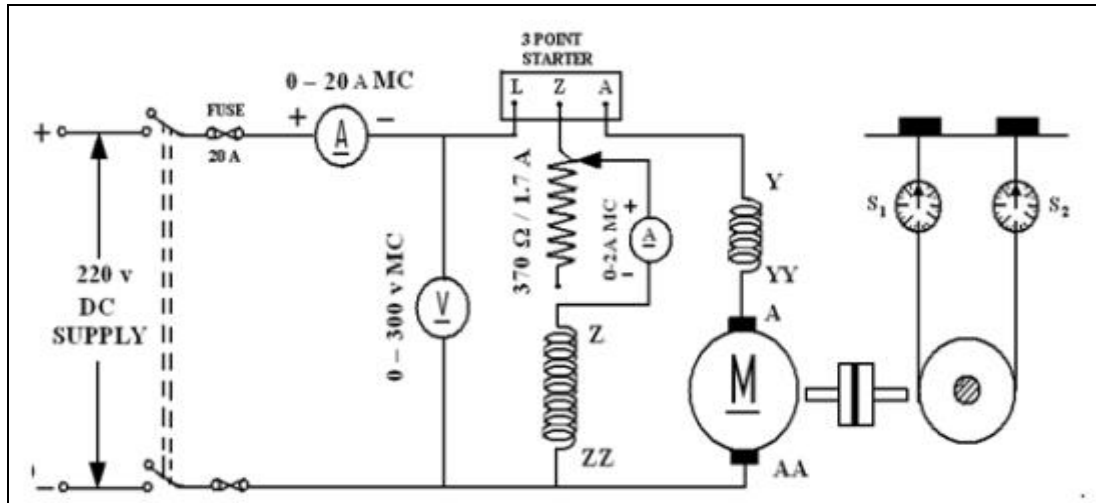 3 POINT
STARTER
L Z A
0 – 20 A MC
FUSE
+ –
A
20 A
+
370 Ω / 1.7 A
+
A
0-2A MC
–
Y
YY
S1
S2
220 v
DC
SUPPLY
0 – 300 v MC
V
Z
ZZ
A
M
AA
–